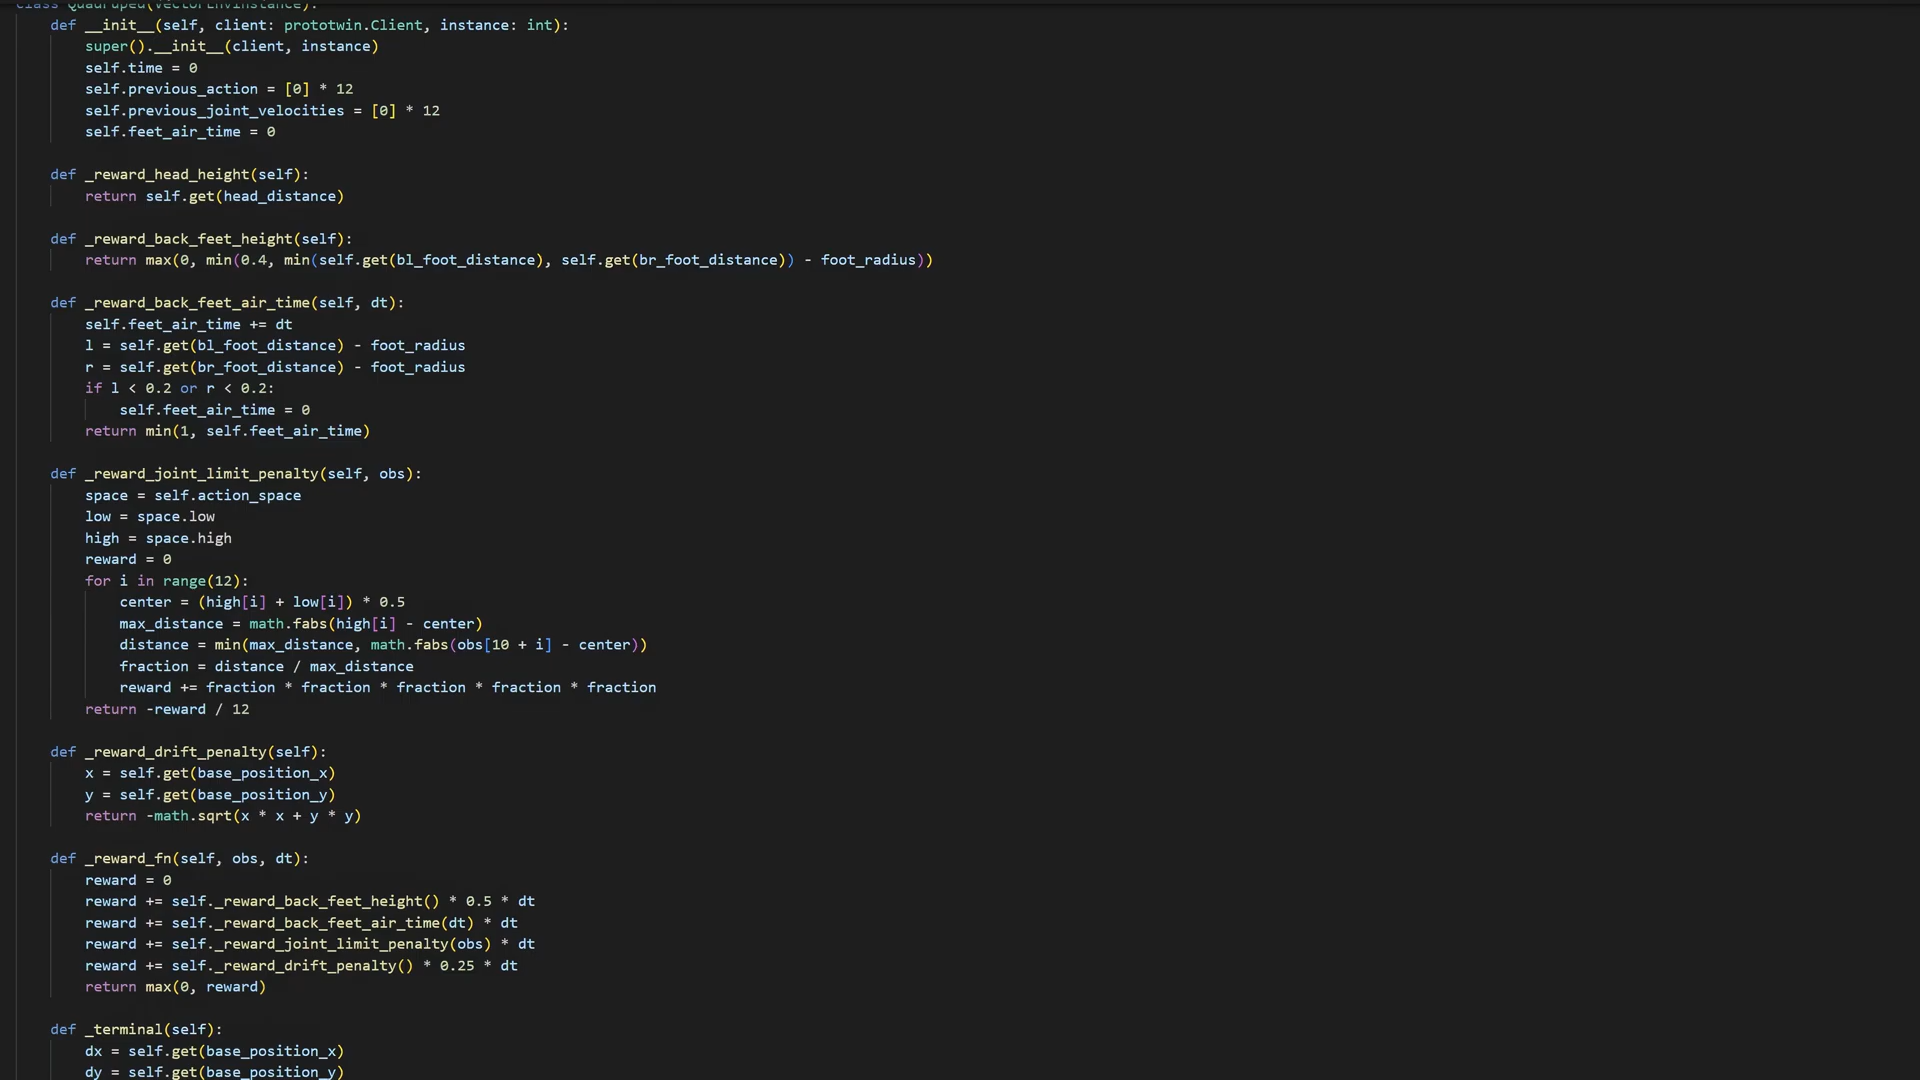 class Quadruped(VectorEnvInstance):
    def __init__(self, client: prototwin.Client, instance: int):
        super().__init__(client, instance)
        self.time = 0
        self.previous_action = [0] * 12
        self.previous_joint_velocities = [0] * 12
        self.feet_air_time = 0

    def _reward_head_height(self):
        return self.get(head_distance)

    def _reward_back_feet_height(self):
        return max(0, min(0.4, min(self.get(bl_foot_distance), self.get(br_foot_distance)) - foot_radius))

    def _reward_back_feet_air_time(self, dt):
        self.feet_air_time += dt
        l = self.get(bl_foot_distance) - foot_radius
        r = self.get(br_foot_distance) - foot_radius
        if l < 0.2 or r < 0.2:
            self.feet_air_time = 0
        return min(1, self.feet_air_time)

    def _reward_joint_limit_penalty(self, obs):
        space = self.action_space
        low = space.low
        high = space.high
        reward = 0
        for i in range(12):
            center = (high[i] + low[i]) * 0.5
            max_distance = math.fabs(high[i] - center)
            distance = min(max_distance, math.fabs(obs[10 + i] - center))
            fraction = distance / max_distance
            reward += fraction * fraction * fraction * fraction * fraction
        return -reward / 12

    def _reward_drift_penalty(self):
        x = self.get(base_position_x)
        y = self.get(base_position_y)
        return -math.sqrt(x * x + y * y)

    def _reward_fn(self, obs, dt):
        reward = 0
        reward += self._reward_back_feet_height() * 0.5 * dt
        reward += self._reward_back_feet_air_time(dt) * dt
        reward += self._reward_joint_limit_penalty(obs) * dt
        reward += self._reward_drift_penalty() * 0.25 * dt
        return max(0, reward)

    def _terminal(self):
        dx = self.get(base_position_x)
        dy = self.get(base_position_y)